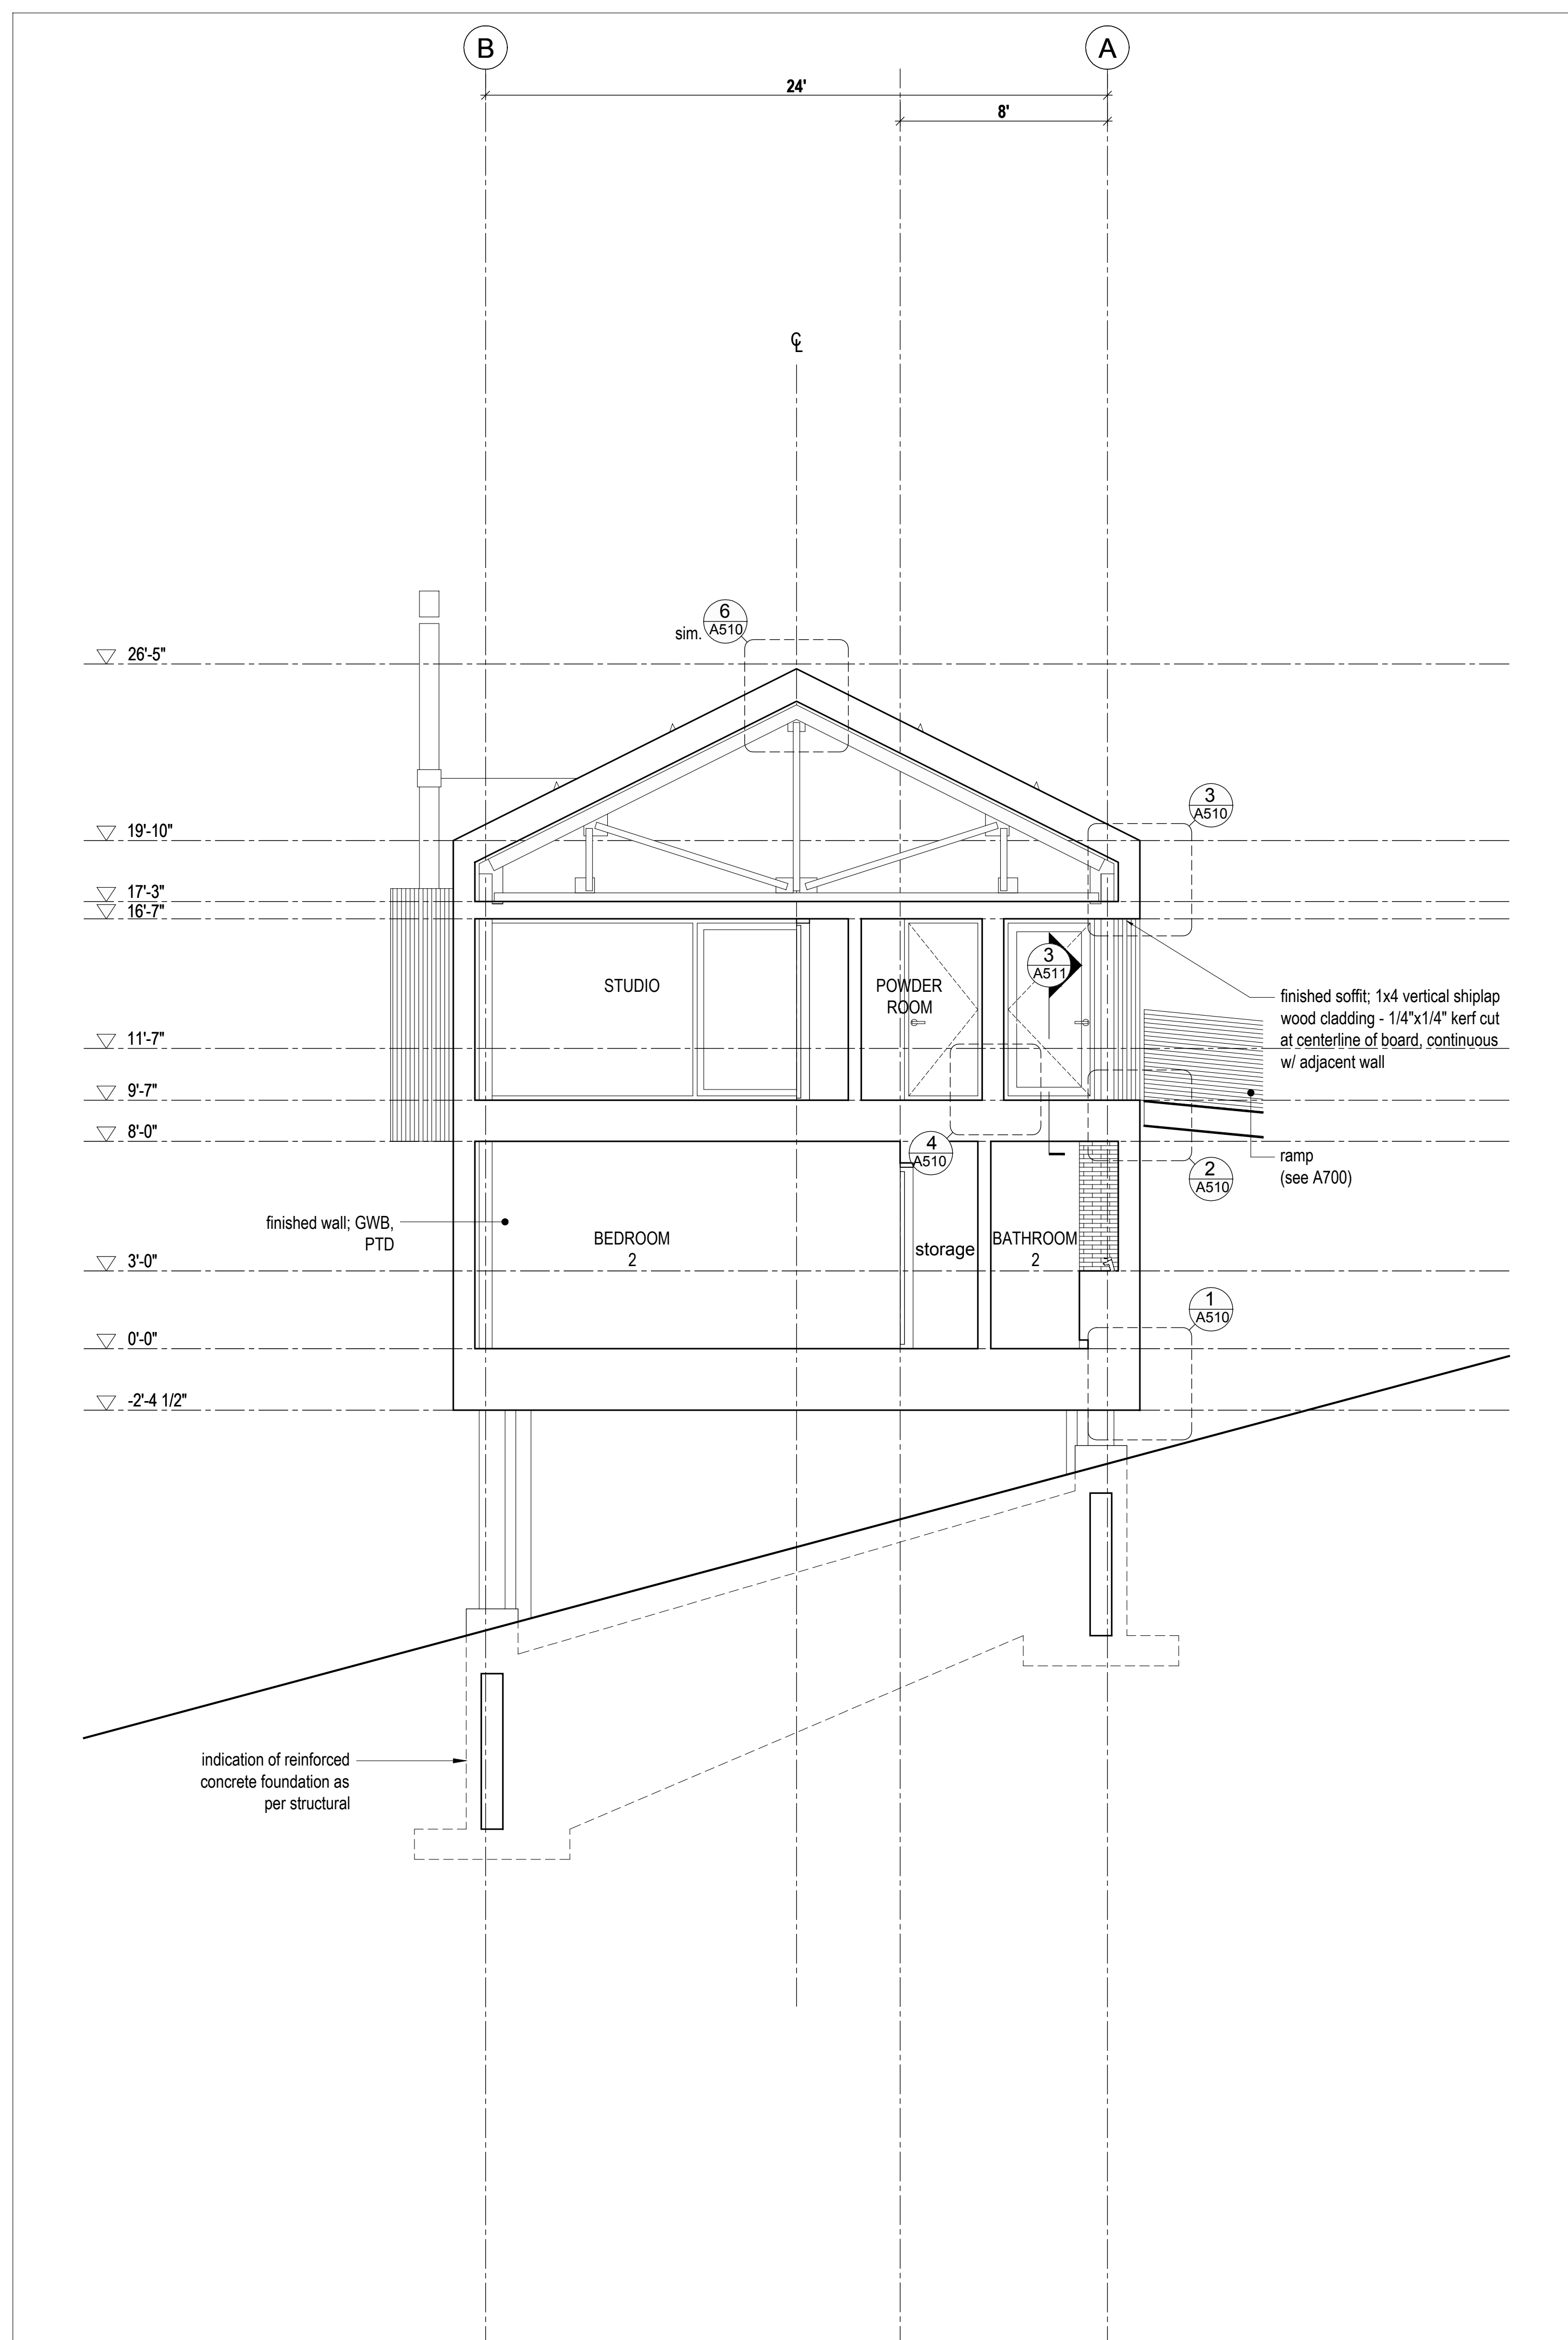 B
A
24'
8'
℄
6
sim. A510
26'-5"
3
A510
19'-10"
17'-3"
16'-7"
3
A511
STUDIO
POWDER
ROOM
finished soffit; 1x4 vertical shiplap
wood cladding - 1/4"x1/4" kerf cut
at centerline of board, continuous
w/ adjacent wall
11'-7"
9'-7"
8'-0"
4
A510
ramp
(see A700)
2
A510
finished wall; GWB,
PTD
BEDROOM
2
storage
BATHROOM
2
3'-0"
1
A510
0'-0"
-2'-4 1/2"
indication of reinforced
concrete foundation as
per structural